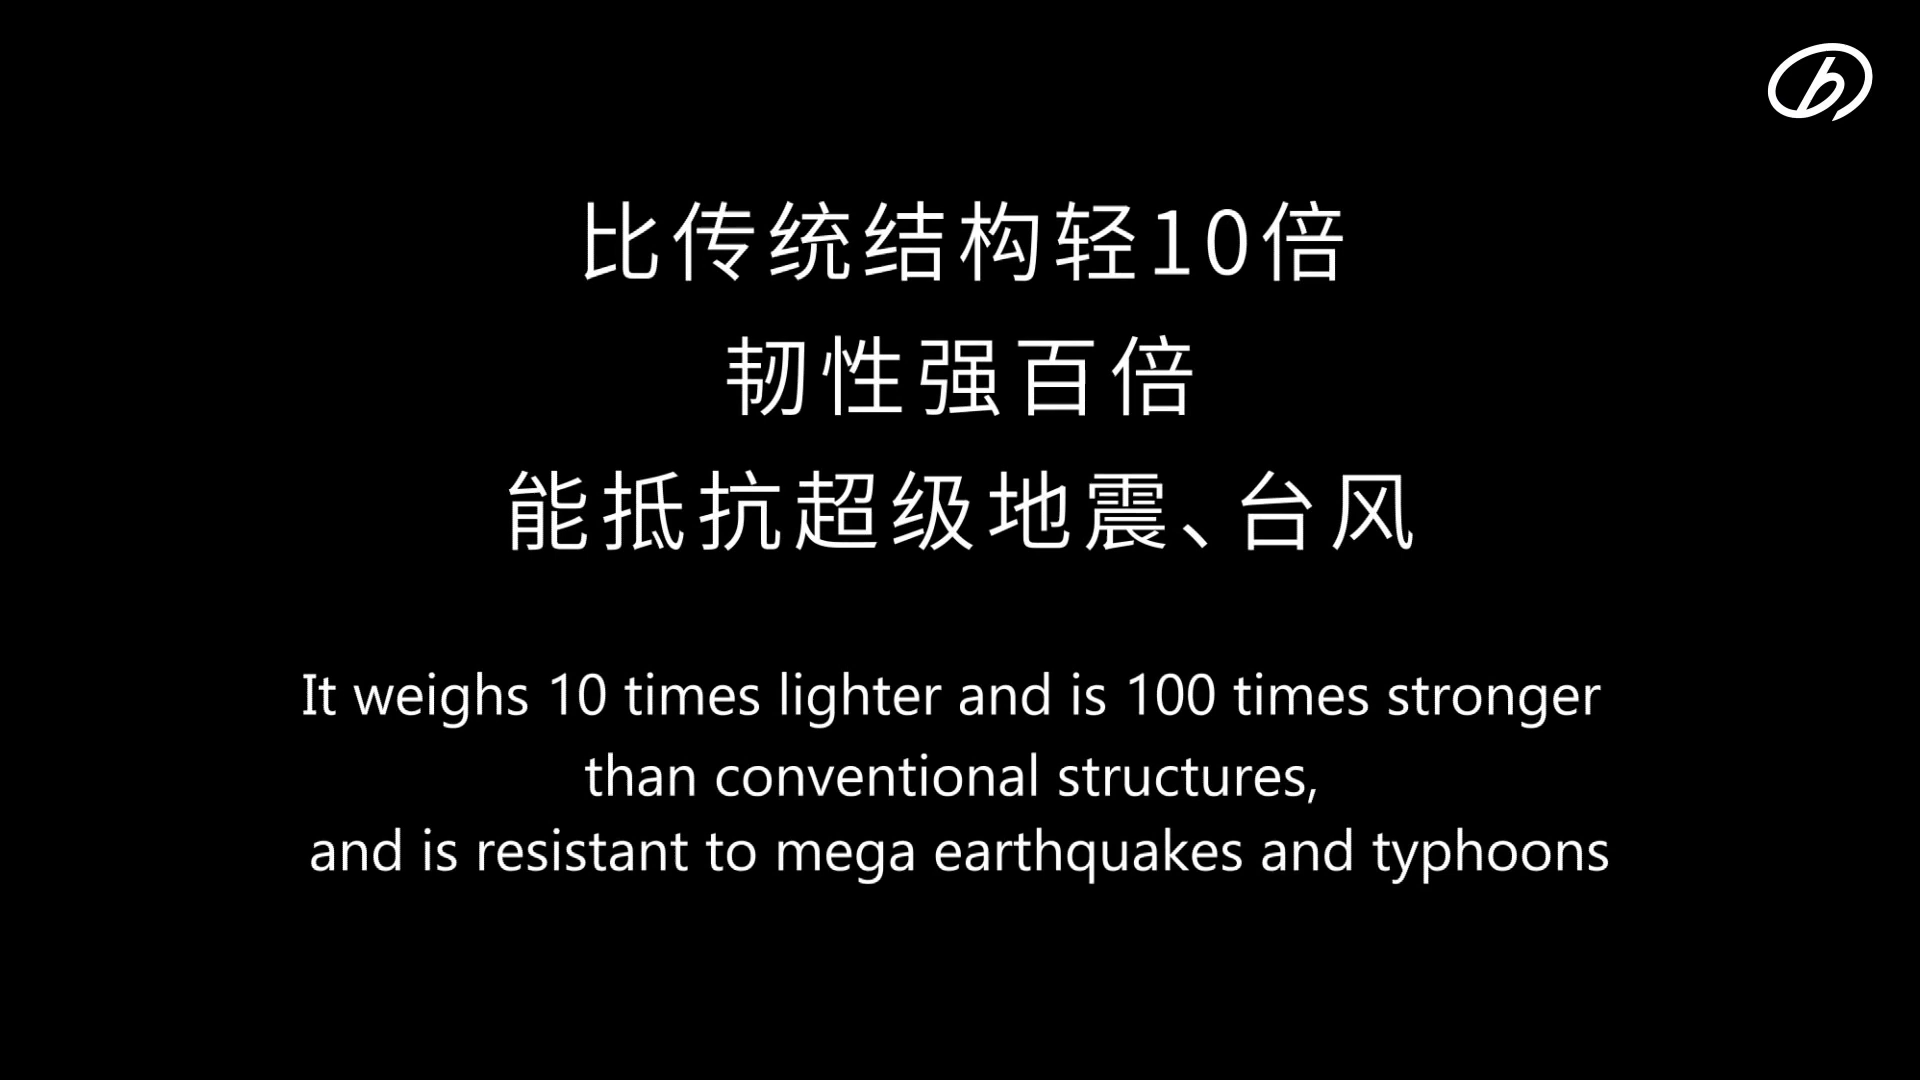 比传统结构轻10倍
韧性强百倍
能抵抗超级地震、台风
It weighs 10 times lighter and is 100 times stronger
than conventional structures,
and is resistant to mega earthquakes and typhoons